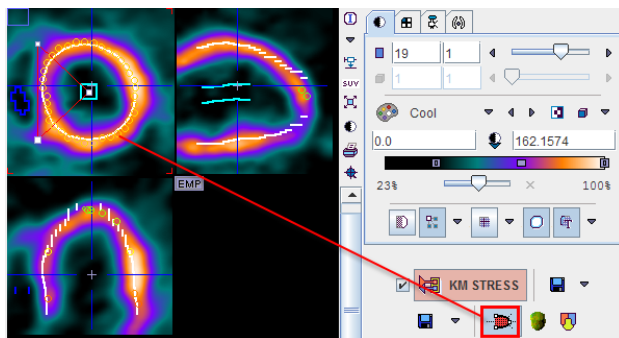 SUV
19 1
1 1
Cool
0.0 162.1574
23% 100%
EMP
KM STRESS